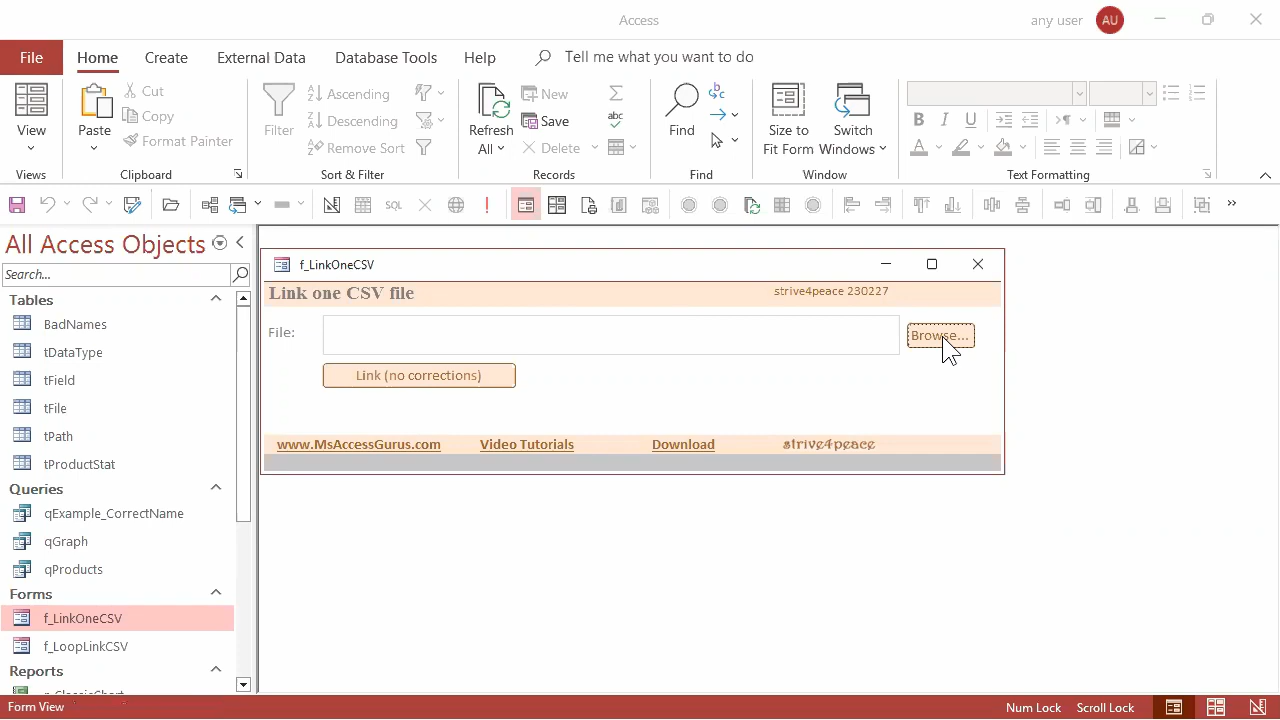 Access
any user
AU
File
Home
Create
External Data
Database Tools
Help
Tell me what you want to do
View
Views
Paste
Cut
Copy
Format Painter
Clipboard
Filter
Ascending
Descending
Remove Sort
Sort & Filter
Refresh
All
New
Save
Delete
abc
Records
Find
Find
Size to
Fit Form
Switch
Windows
Window
B I U
A
Text Formatting
SQL
All Access Objects
Search...
Tables
BadNames
tDataType
tField
tFile
tPath
tProductStat
Queries
qExample_CorrectName
qGraph
qProducts
Forms
f_LinkOneCSV
f_LoopLinkCSV
Reports
f_LinkOneCSV
Link one CSV file
strive4peace 230227
File:
Browse...
Link (no corrections)
www.MsAccessGurus.com
Video Tutorials
Download
strive4peace
Form View
Num Lock
Scroll Lock